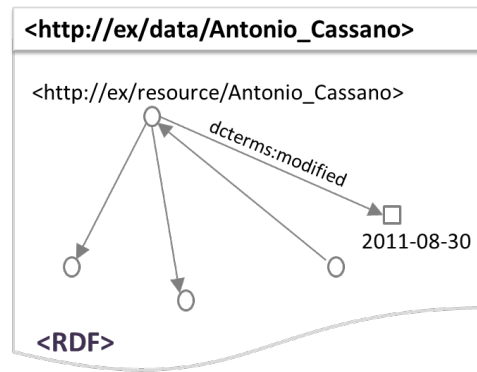 <http://ex/data/Antonio_Cassano>
<http://ex/resource/Antonio_Cassano>
dcterms:modified
2011-08-30
<RDF>